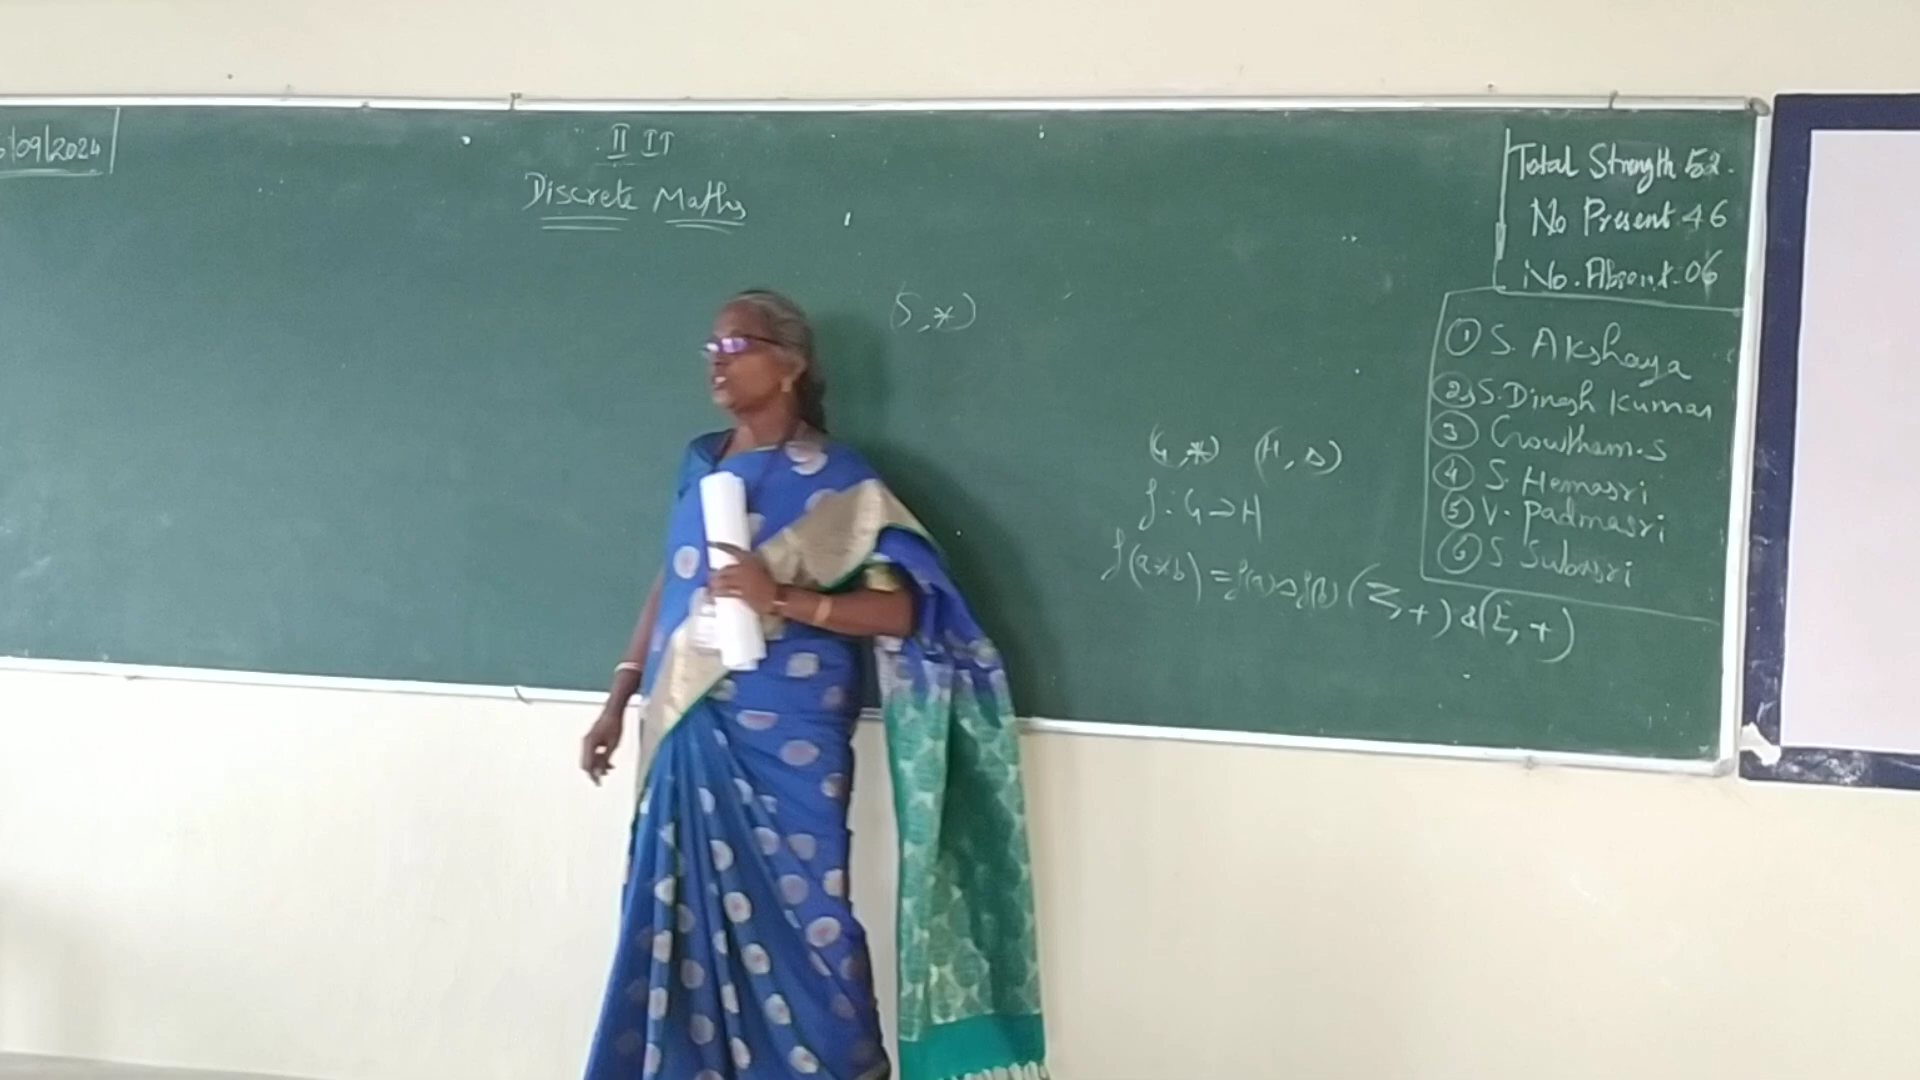 /09/2024
II IT
Discrete Maths
Total Strength 52.
No Present 46
No. Absent. 06
(S, *)
① S. Akshaya
② S. Dinesh Kumar
③ Gowtham. S
④ S. Hemasri
⑤ V. Padmasri
⑥ S Subasri
(G, *) (H, Δ)
f : G → H
f(a*b) = f(a) Δ f(b) (Z, +) & (E, +)